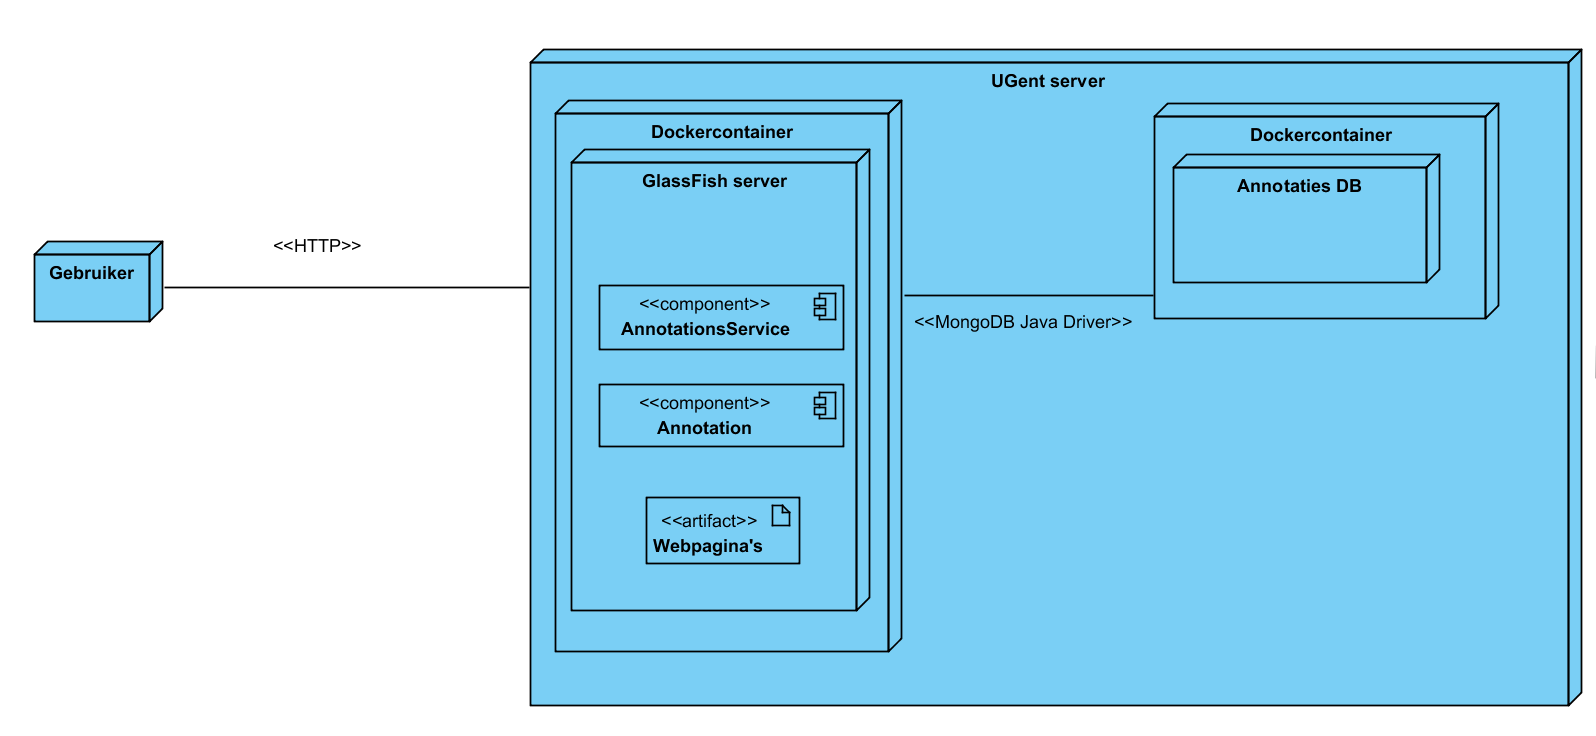 UGent server
Dockercontainer
GlassFish server
<<component>>
AnnotationsService
<<component>>
Annotation
<<artifact>>
Webpagina's
Dockercontainer
Annotaties DB
<<MongoDB Java Driver>>
<<HTTP>>
Gebruiker